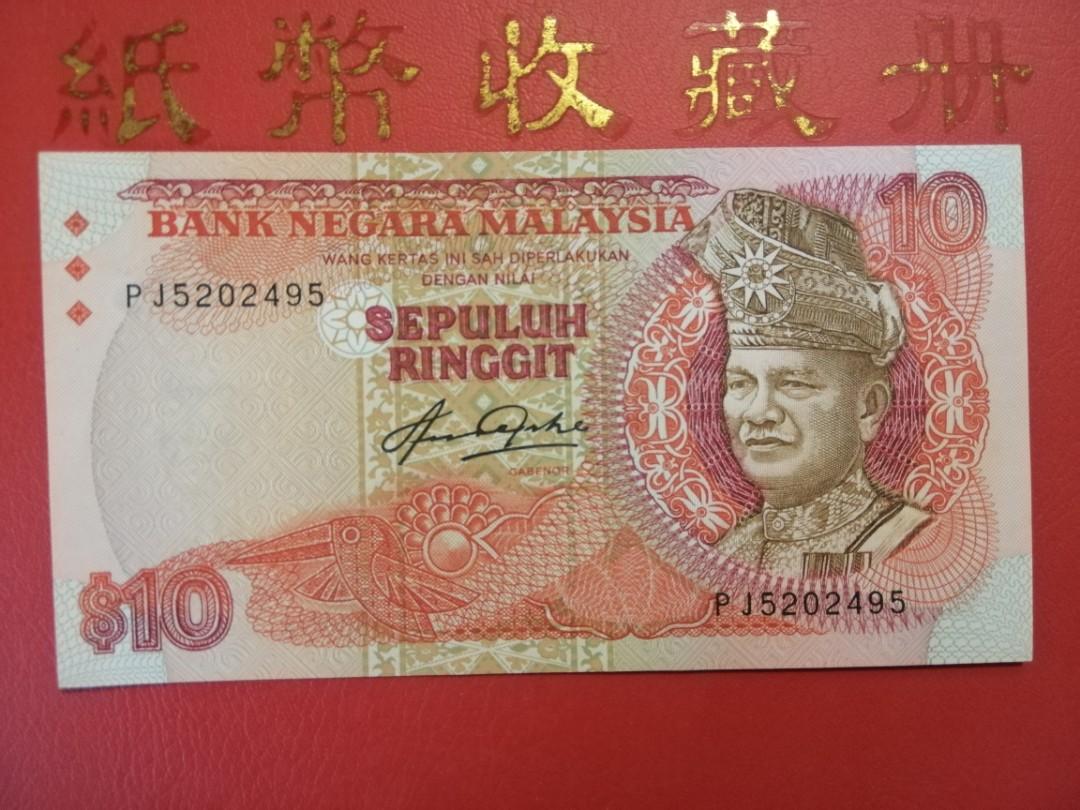 紙幣收藏册
BANK NEGARA MALAYSIA
10
WANG KERTAS INI SAH DIPERLAKUKAN
DENGAN NILAI
PJ5202495
SEPULUH
RINGGIT
GABENOR
$10
PJ5202495